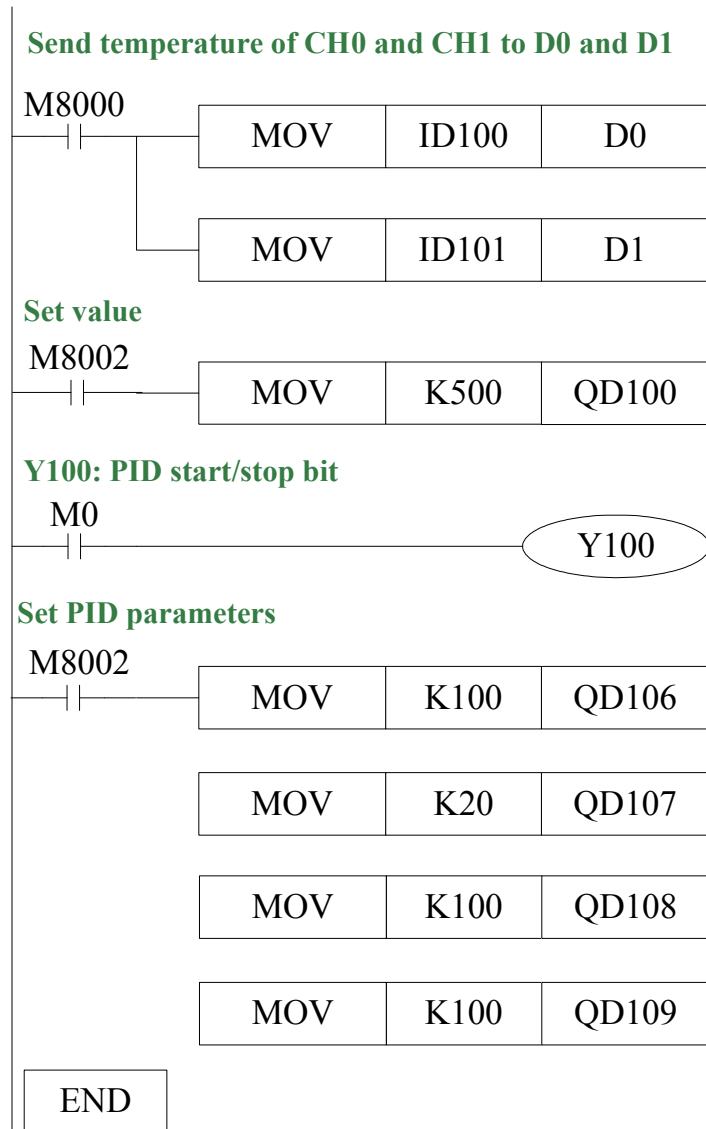 Send temperature of CH0 and CH1 to D0 and D1
M8000
MOV ID100 D0
MOV ID101 D1
Set value
M8002
MOV K500 QD100
Y100: PID start/stop bit
M0
Y100
Set PID parameters
M8002
MOV K100 QD106
MOV K20 QD107
MOV K100 QD108
MOV K100 QD109
END